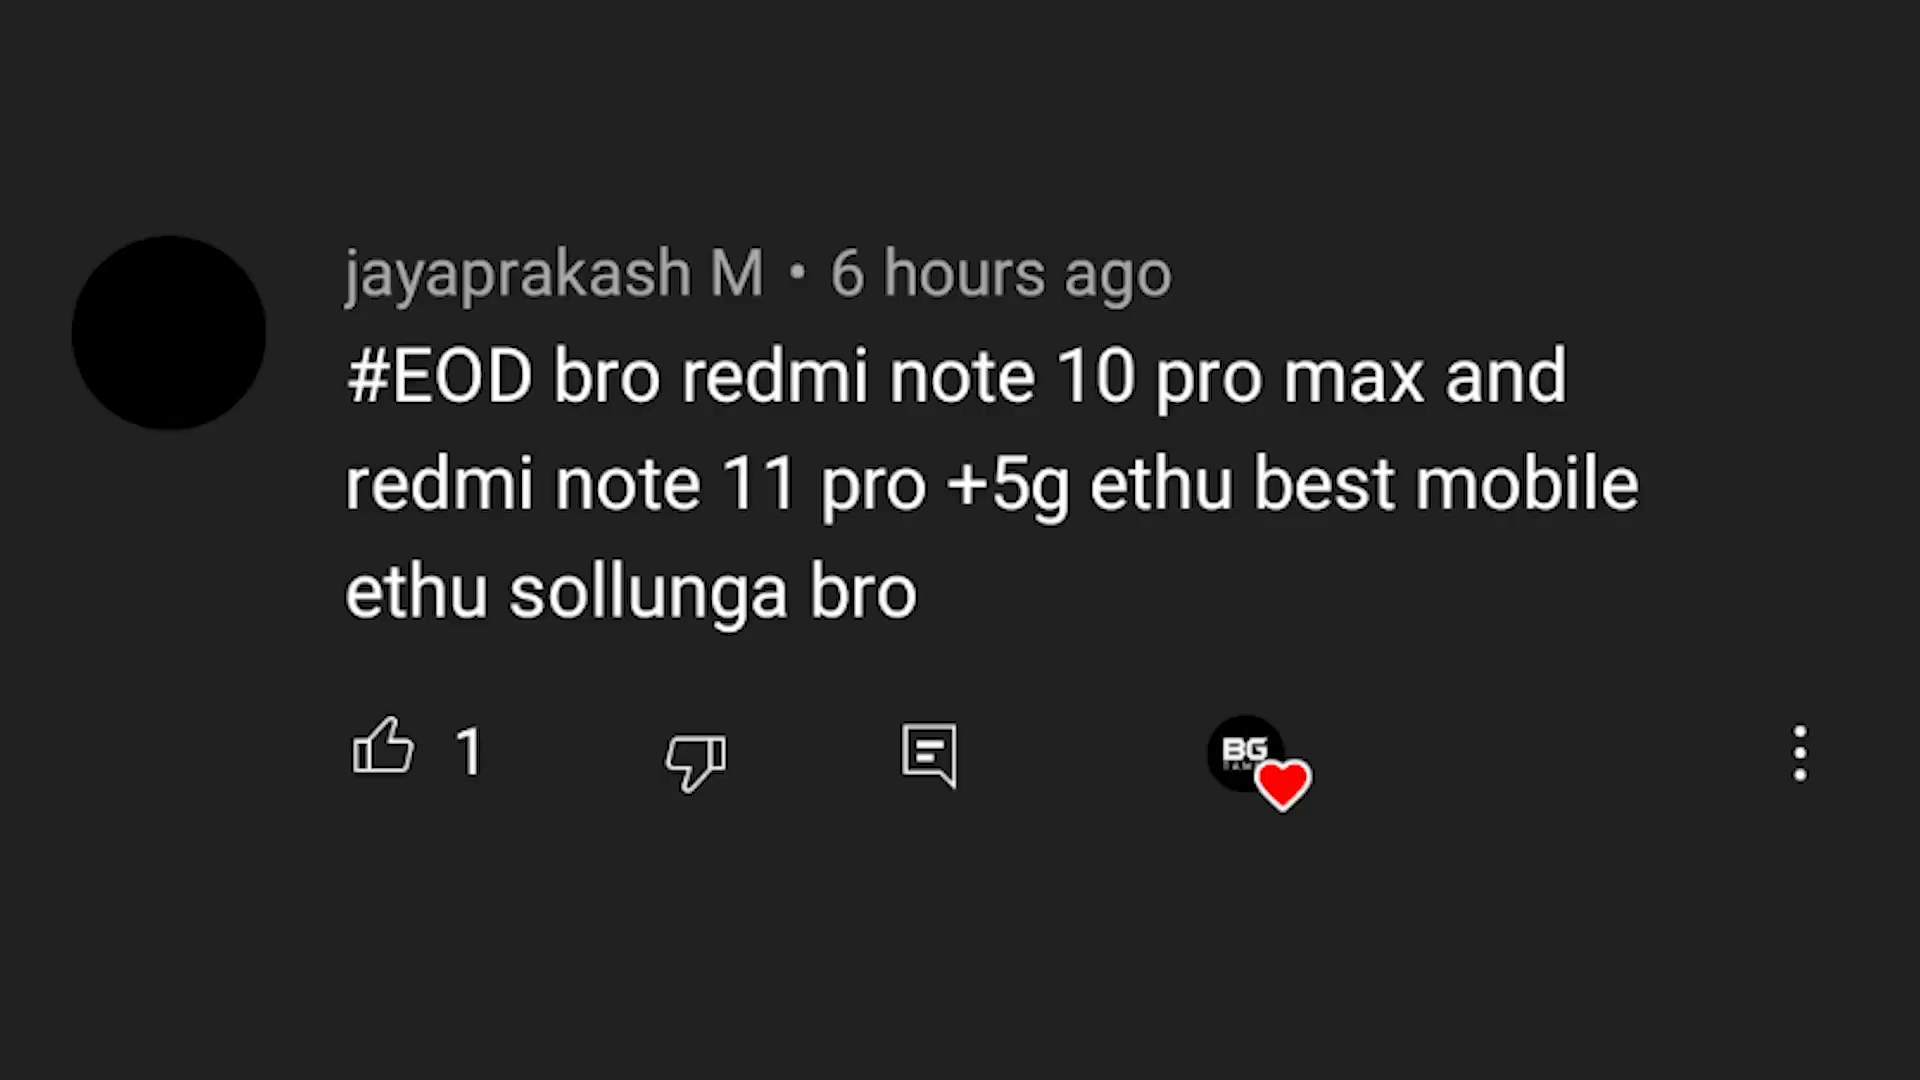 jayaprakash M • 6 hours ago
#EOD bro redmi note 10 pro max and
redmi note 11 pro +5g ethu best mobile
ethu sollunga bro
1
BG